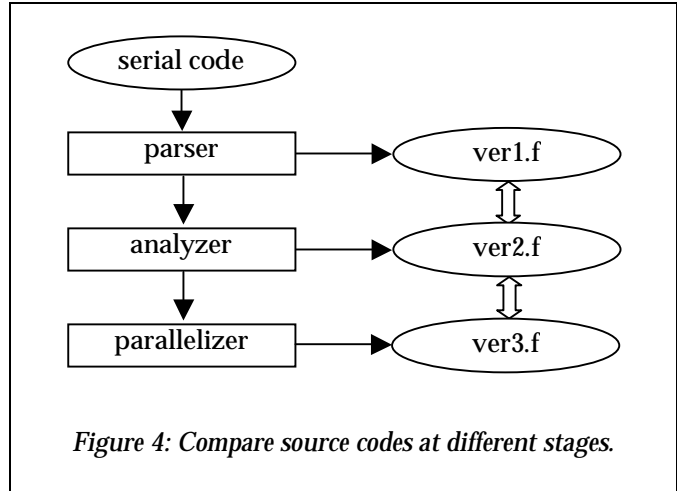 serial code
parser
ver1.f
analyzer
ver2.f
parallelizer
ver3.f
Figure 4: Compare source codes at different stages.